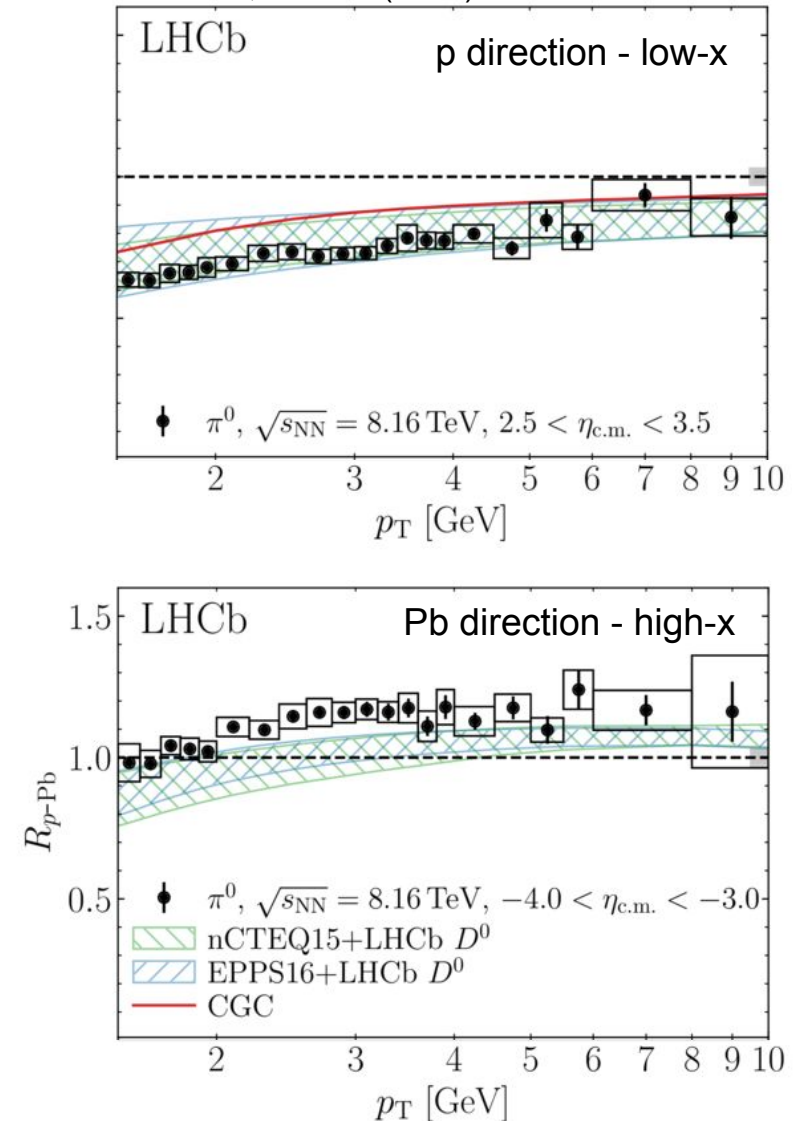 LHCb
p direction - low-x
π⁰, √sNN = 8.16 TeV, 2.5 < ηc.m. < 3.5
2 3 4 5 6 7 8 9 10
pT [GeV]
LHCb
Pb direction - high-x
1.5
1.0
0.5
Rp-Pb
π⁰, √sNN = 8.16 TeV, −4.0 < ηc.m. < −3.0
nCTEQ15+LHCb D⁰
EPPS16+LHCb D⁰
CGC
2 3 4 5 6 7 8 9 10
pT [GeV]